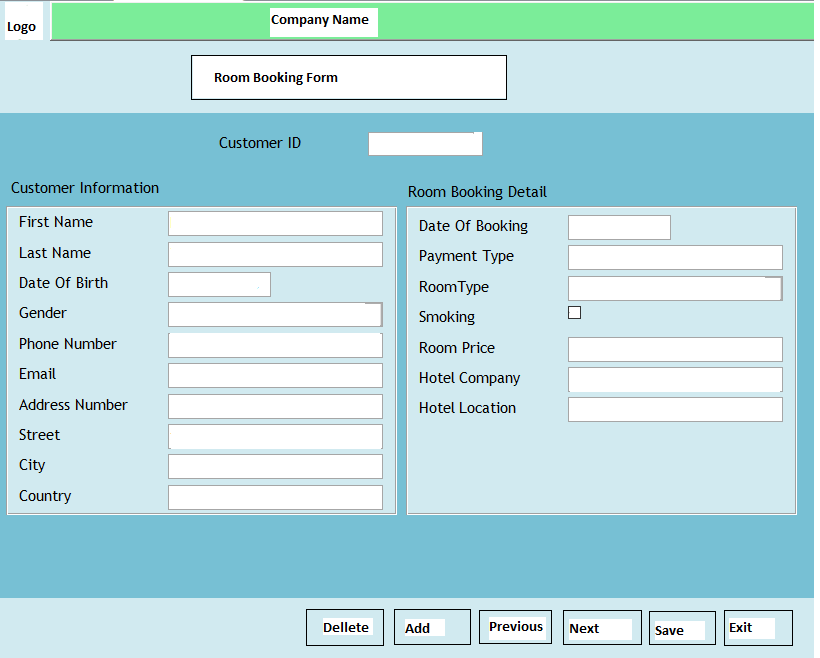 Logo
Company Name
Room Booking Form
Customer ID
Customer Information
First Name
Last Name
Date Of Birth
Gender
Phone Number
Email
Address Number
Street
City
Country
Room Booking Detail
Date Of Booking
Payment Type
RoomType
Smoking
Room Price
Hotel Company
Hotel Location
Dellete
Add
Previous
Next
Save
Exit